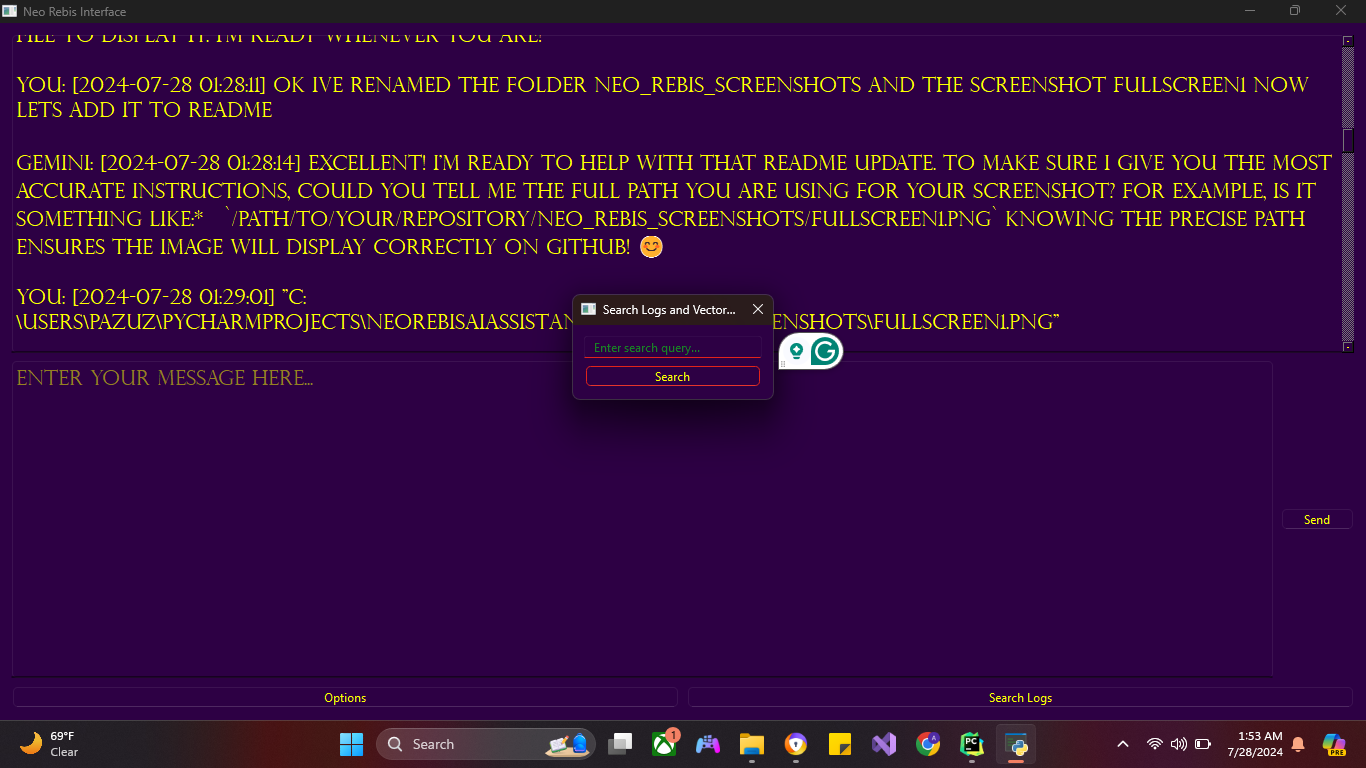 Neo Rebis Interface
FILE TO DISPLAY IT. I'M READY WHENEVER YOU ARE!
YOU: [2024-07-28 01:28:11] OK IVE RENAMED THE FOLDER NEO_REBIS_SCREENSHOTS AND THE SCREENSHOT FULLSCREEN1 NOW
LETS ADD IT TO README
GEMINI: [2024-07-28 01:28:14] EXCELLENT! I'M READY TO HELP WITH THAT README UPDATE. TO MAKE SURE I GIVE YOU THE MOST
ACCURATE INSTRUCTIONS, COULD YOU TELL ME THE FULL PATH YOU ARE USING FOR YOUR SCREENSHOT? FOR EXAMPLE, IS IT
SOMETHING LIKE:* `/PATH/TO/YOUR/REPOSITORY/NEO_REBIS_SCREENSHOTS/FULLSCREEN1.PNG` KNOWING THE PRECISE PATH
ENSURES THE IMAGE WILL DISPLAY CORRECTLY ON GITHUB! 😊
YOU: [2024-07-28 01:29:01] "C:
\USERS\PAZUZ\PYCHARMPROJECTS\NEOREBISAIASSISTAN ENSHOTS\FULLSCREEN1.PNG"
Search Logs and Vector...
Enter search query...
Search
ENTER YOUR MESSAGE HERE...
Send
Options
Search Logs
69°F
Clear
Search
1
1:53 AM
7/28/2024
PRE